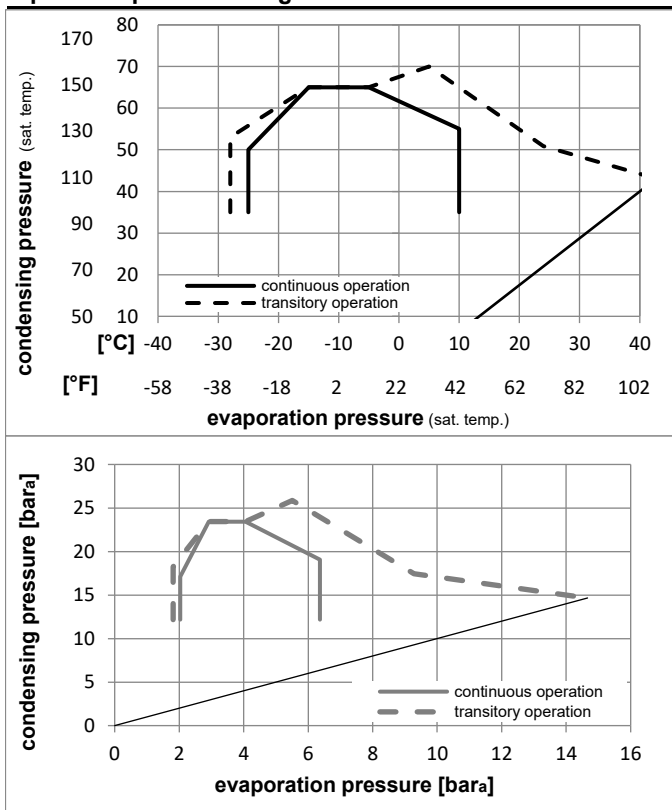 170 80
70
150 60
130 50
110 40
90 30
70 20
50 10
condensing pressure (sat. temp.)
continuous operation
transitory operation
[°C] -40 -30 -20 -10 0 10 20 30 40
[°F] -58 -38 -18 2 22 42 62 82 102
evaporation pressure (sat. temp.)
30
25
20
15
10
5
0
condensing pressure [bara]
continuous operation
transitory operation
0 2 4 6 8 10 12 14 16
evaporation pressure [bara]